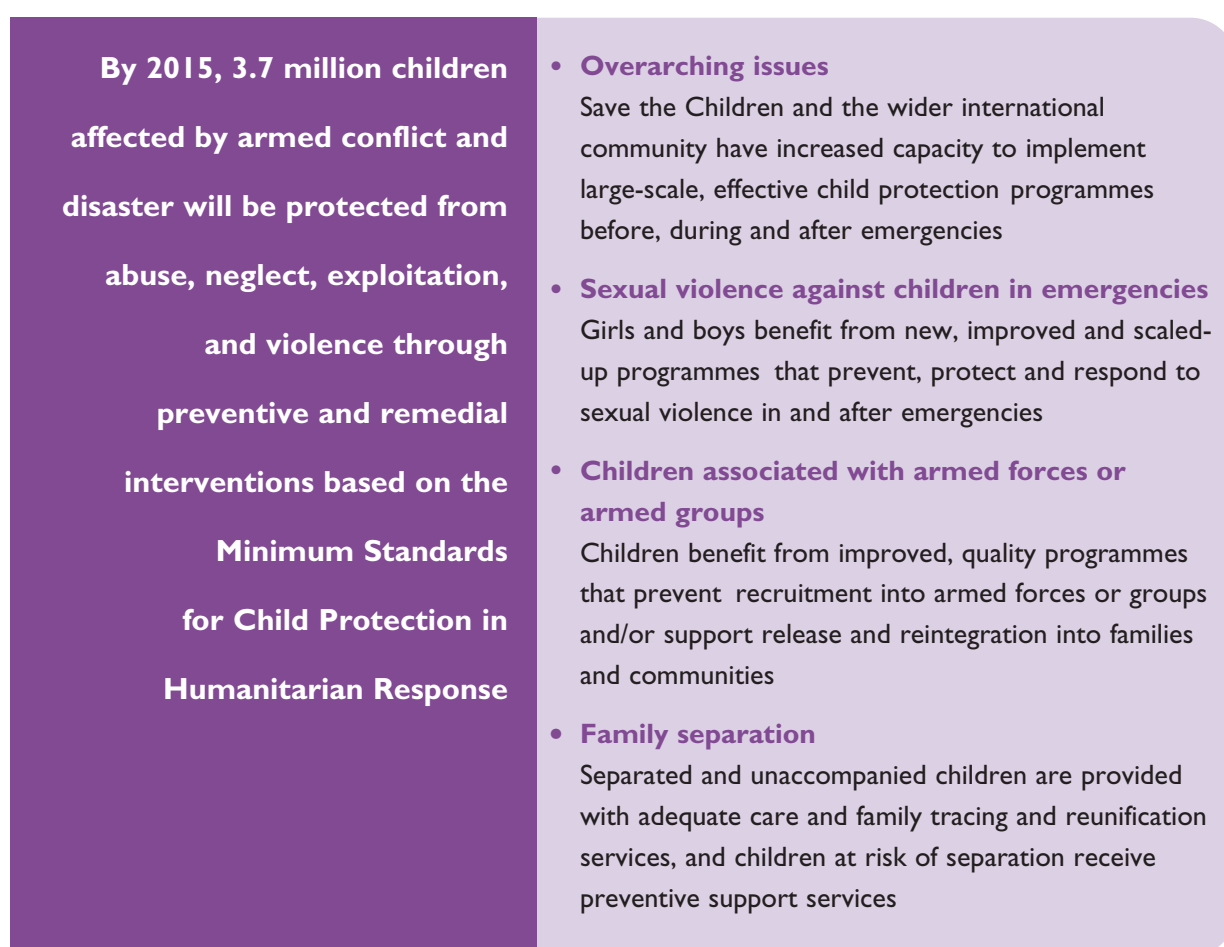 By 2015, 3.7 million children
affected by armed conflict and
disaster will be protected from
abuse, neglect, exploitation,
and violence through
preventive and remedial
interventions based on the
Minimum Standards
for Child Protection in
Humanitarian Response
• Overarching issues
Save the Children and the wider international
community have increased capacity to implement
large-scale, effective child protection programmes
before, during and after emergencies
• Sexual violence against children in emergencies
Girls and boys benefit from new, improved and scaled-
up programmes that prevent, protect and respond to
sexual violence in and after emergencies
• Children associated with armed forces or
armed groups
Children benefit from improved, quality programmes
that prevent recruitment into armed forces or groups
and/or support release and reintegration into families
and communities
• Family separation
Separated and unaccompanied children are provided
with adequate care and family tracing and reunification
services, and children at risk of separation receive
preventive support services